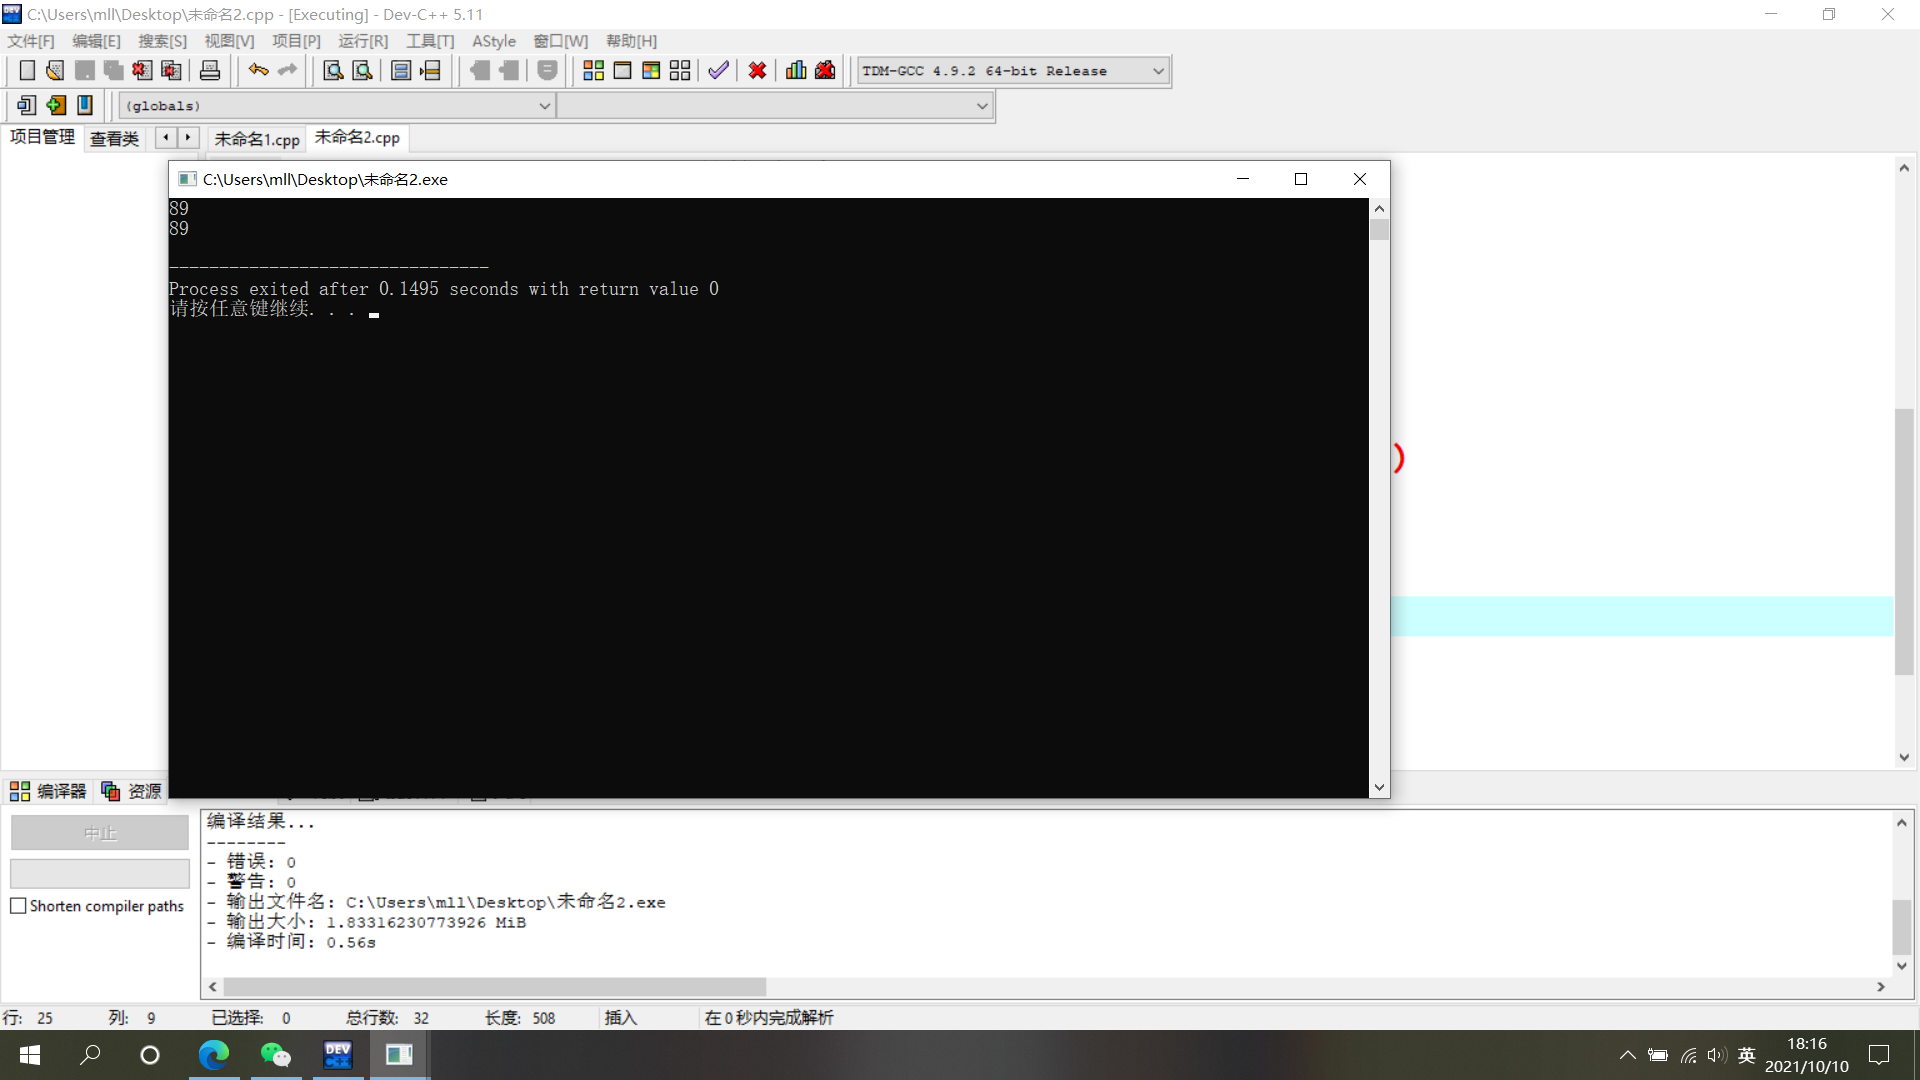 C:\Users\mll\Desktop\未命名2.cpp - [Executing] - Dev-C++ 5.11
文件[F] 编辑[E] 搜索[S] 视图[V] 项目[P] 运行[R] 工具[T] AStyle 窗口[W] 帮助[H]
TDM-GCC 4.9.2 64-bit Release
(globals)
项目管理 查看类 未命名1.cpp 未命名2.cpp
C:\Users\mll\Desktop\未命名2.exe
89
89
--------------------------------
Process exited after 0.1495 seconds with return value 0
请按任意键继续. . .
)
编译器 资源
中止
Shorten compiler paths
编译结果...
--------
- 错误: 0
- 警告: 0
- 输出文件名: C:\Users\mll\Desktop\未命名2.exe
- 输出大小: 1.83316230773926 MiB
- 编译时间: 0.56s
行: 25 列: 9 已选择: 0 总行数: 32 长度: 508 插入 在 0 秒内完成解析
DEV C++
英
18:16
2021/10/10